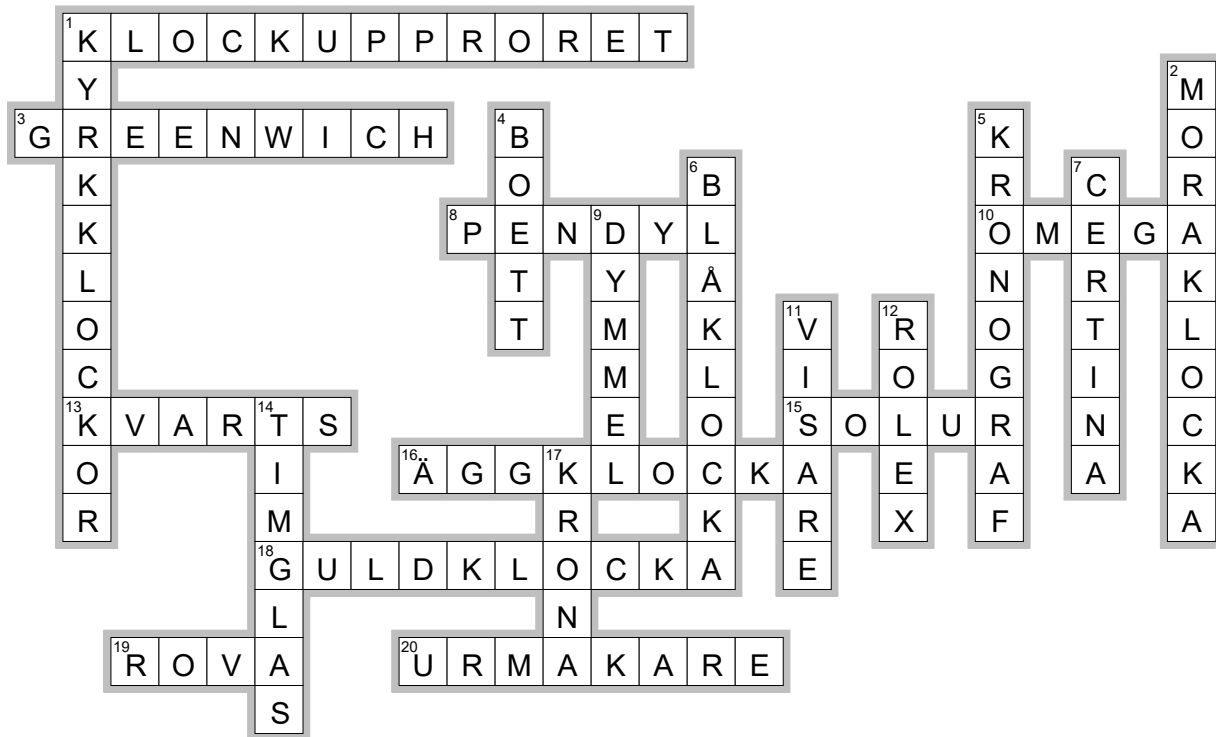 1 KLOCKUPPRORET
1 KYRKKLOCKOR
2 MORAKLOCKA
3 GREENWICH
4 BOETT
5 KRONOGRAF
6 BLÅKLOCKA
7 CERTINA
8 PENDYL
9 DYMMEL
10 OMEGA
11 VISARE
12 ROLEX
13 KVARTS
14 TIMGLAS
15 SOLUR
16 ÄGGKLOCKA
17 KRONA
18 GULDKLOCKA
19 ROVA
20 URMAKARE